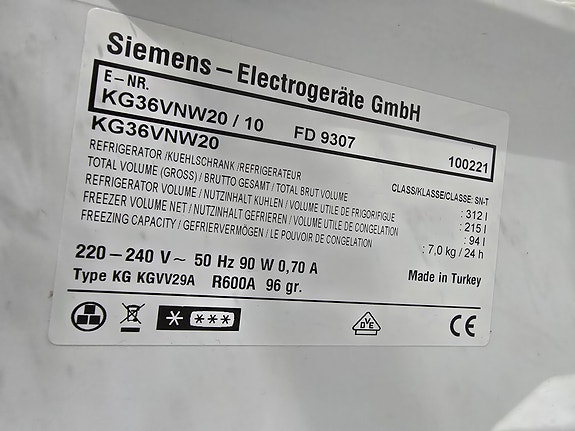 Siemens – Electrogeräte GmbH
E – NR.
KG36VNW20 / 10 FD 9307 100221
KG36VNW20
REFRIGERATOR /KUEHLSCHRANK /REFRIGERATEUR CLASS/KLASSE/CLASSE: SN-T
TOTAL VOLUME (GROSS) / BRUTTO GESAMT / TOTAL BRUT VOLUME : 312 l
REFRIGERATOR VOLUME / NUTZINHALT KUHLEN / VOLUME UTILE DE FRIGORIFIGUE : 215 l
FREEZER VOLUME NET / NUTZINHALT GEFRIEREN / VOLUME UTILE DE CONGELATION : 94 l
FREEZING CAPACITY / GEFRIERVERMÖGEN / LE POUVOIR DE CONGELATION : 7,0 kg / 24 h
220 – 240 V ~ 50 Hz 90 W 0,70 A
Type KG KGVV29A R600A 96 gr. Made in Turkey
* *** VDE CE